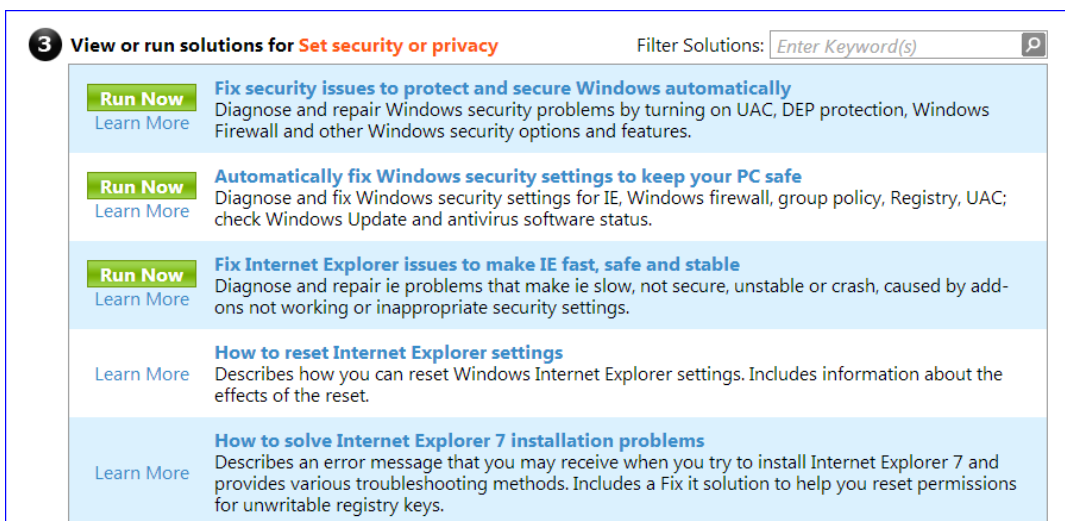 3 View or run solutions for Set security or privacy Filter Solutions: Enter Keyword(s)
Run Now
Learn More
Fix security issues to protect and secure Windows automatically
Diagnose and repair Windows security problems by turning on UAC, DEP protection, Windows
Firewall and other Windows security options and features.
Run Now
Learn More
Automatically fix Windows security settings to keep your PC safe
Diagnose and fix Windows security settings for IE, Windows firewall, group policy, Registry, UAC;
check Windows Update and antivirus software status.
Run Now
Learn More
Fix Internet Explorer issues to make IE fast, safe and stable
Diagnose and repair ie problems that make ie slow, not secure, unstable or crash, caused by add-
ons not working or inappropriate security settings.
Learn More
How to reset Internet Explorer settings
Describes how you can reset Windows Internet Explorer settings. Includes information about the
effects of the reset.
Learn More
How to solve Internet Explorer 7 installation problems
Describes an error message that you may receive when you try to install Internet Explorer 7 and
provides various troubleshooting methods. Includes a Fix it solution to help you reset permissions
for unwritable registry keys.